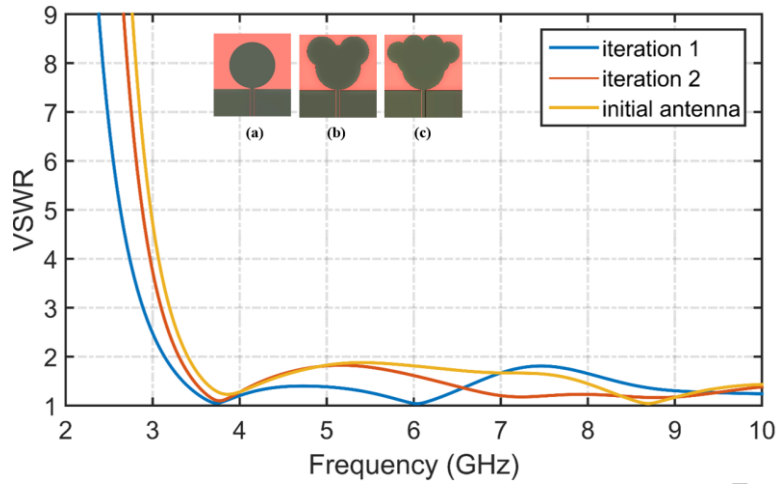 9
8
7
6
5
4
3
2
1
VSWR
(a)
(b)
(c)
iteration 1
iteration 2
initial antenna
2 3 4 5 6 7 8 9 10
Frequency (GHz)